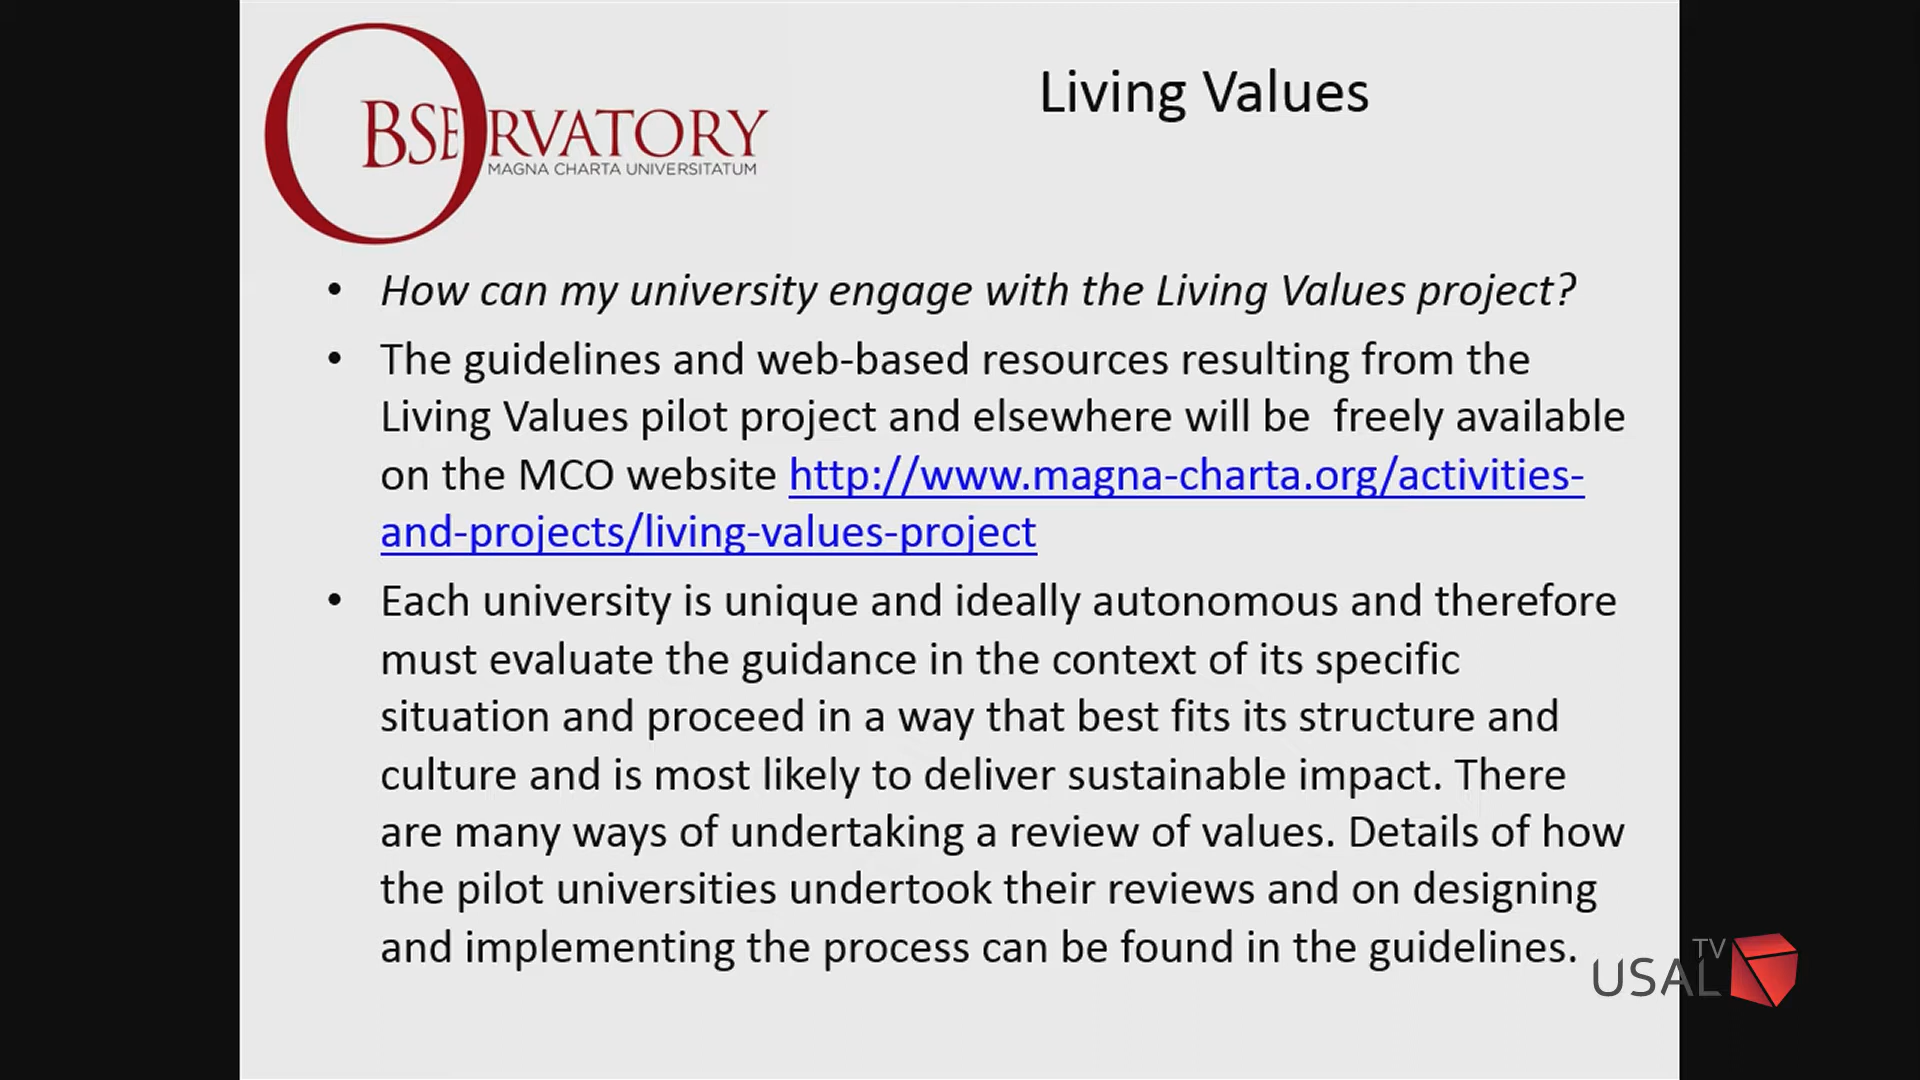 OBSERVATORY
MAGNA CHARTA UNIVERSITATUM
Living Values
• How can my university engage with the Living Values project?
• The guidelines and web-based resources resulting from the
Living Values pilot project and elsewhere will be  freely available
on the MCO website http://www.magna-charta.org/activities-
and-projects/living-values-project
• Each university is unique and ideally autonomous and therefore
must evaluate the guidance in the context of its specific
situation and proceed in a way that best fits its structure and
culture and is most likely to deliver sustainable impact. There
are many ways of undertaking a review of values. Details of how
the pilot universities undertook their reviews and on designing
and implementing the process can be found in the guidelines.
TV
USAL